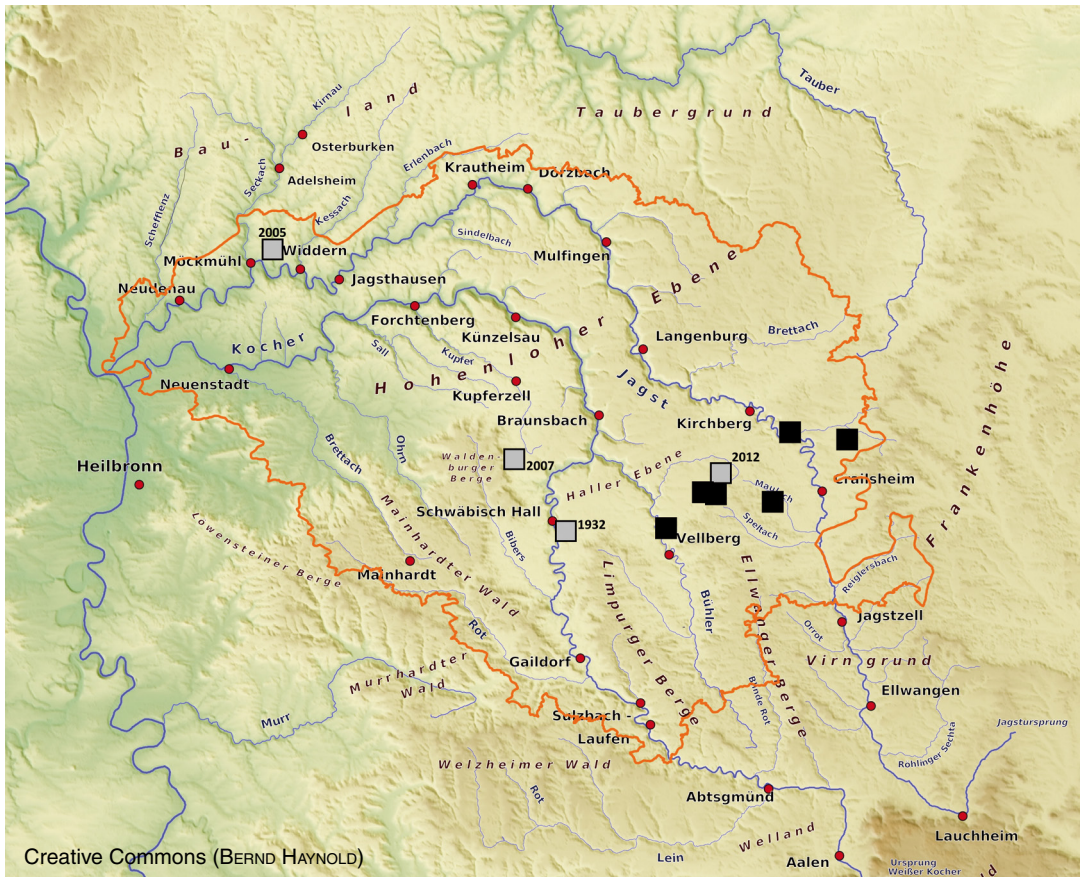 Tauber
Kirnau
Bau-
land
Taubergrund
Osterburken
Erlenbach
Seckach
Adelsheim
Krautheim
Dörzbach
Schefflenz
Kessach
2005
Sindelbach
Widdern
Möckmühl
Mulfingen
Jagsthausen
Neudenau
Ebene
Forchtenberg
Brettach
Künzelsau
Langenburg
Kocher
Sall
Kupfer
Hohenloher
Jagst
Frankenhöhe
Neuenstadt
Kupferzell
Braunsbach
Kirchberg
Ohrn
Brettach
Walden-
burger
Berge
2007
Haller Ebene
2012
Heilbronn
Crailsheim
Maulach
Schwäbisch Hall
1932
Speltach
Vellberg
Löwensteiner Berge
Mainhardter Wald
Bibers
Mainhardt
Limpurger Berge
Bühler
Ellwanger Berge
Reiglersbach
Jagstzell
Rot
Orrot
Gaildorf
Virngrund
Murrhardter
Wald
Blinde Rot
Ellwangen
Murr
Sulzbach -
Laufen
Jagstursprung
Rohlinger Sechta
Welzheimer Wald
Rot
Abtsgmünd
Welland
Lauchheim
Lein
Aalen
Ursprung
Weißer Kocher
Creative Commons (BERND HAYNOLD)